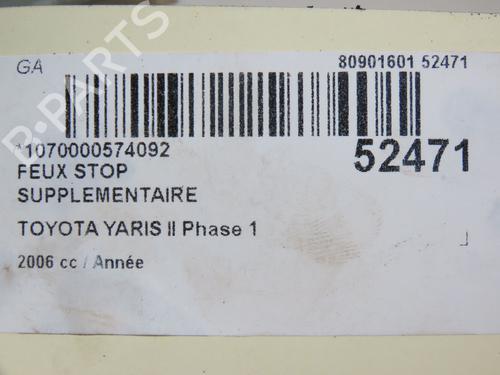 GA 80901601 52471
*1070000574092 52471
FEUX STOP
SUPPLEMENTAIRE
TOYOTA YARIS II Phase 1
2006 cc / Année
B-PARTS